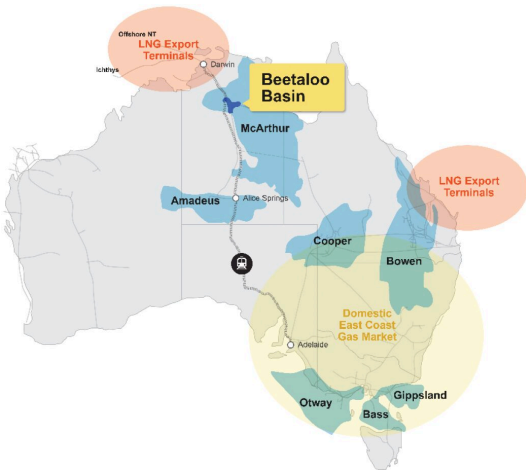 Offshore NT
LNG Export
Terminals
Ichthys
Darwin
Beetaloo
Basin
McArthur
LNG Export
Terminals
Amadeus
Alice Springs
Cooper
Bowen
Domestic
East Coast
Gas Market
Adelaide
Otway
Gippsland
Bass